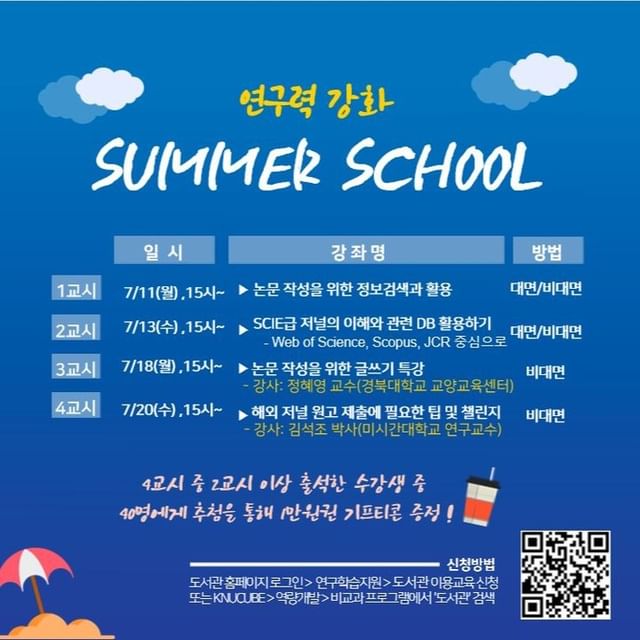 연구력 강화
SUMMER SCHOOL
일 시 강 좌 명 방법
1교시 7/11(월) ,15시~ ▶ 논문 작성을 위한 정보검색과 활용 대면/비대면
2교시 7/13(수) ,15시~ ▶ SCIE급 저널의 이해와 관련 DB 활용하기 대면/비대면
- Web of Science, Scopus, JCR 중심으로
3교시 7/18(월) ,15시~ ▶논문 작성을 위한 글쓰기 특강 비대면
- 강사: 정혜영 교수(경북대학교 교양교육센터)
4교시 7/20(수) ,15시~ ▶해외 저널 원고 제출에 필요한 팁 및 챌린지 비대면
- 강사: 김석조 박사(미시간대학교 연구교수)
4교시 중 2교시 이상 출석한 수강생 중
40명에게 추첨을 통해 1만원권 기프티콘 증정 !
신청방법
도서관 홈페이지 로그인 > 연구학습지원 > 도서관 이용교육 신청
또는 KNUCUBE > 역량개발 > 비교과 프로그램에서 '도서관' 검색